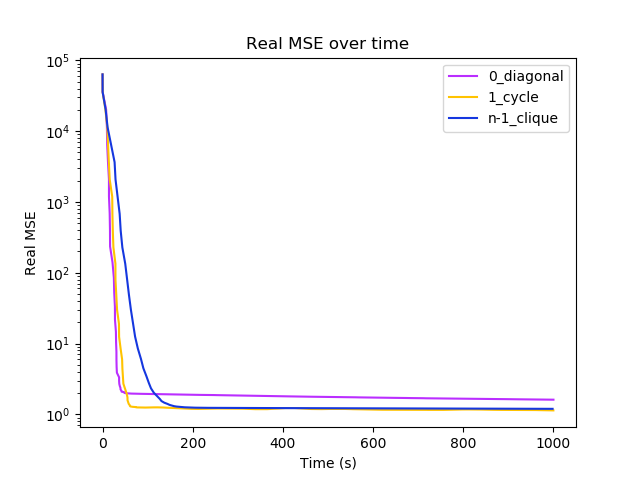 Real MSE over time
Real MSE
10^5
10^4
10^3
10^2
10^1
10^0
0_diagonal
1_cycle
n-1_clique
0 200 400 600 800 1000
Time (s)